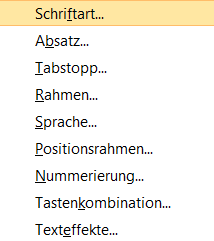 Schriftart...
Absatz...
Tabstopp...
Rahmen...
Sprache...
Positionsrahmen...
Nummerierung...
Tastenkombination...
Texteffekte...